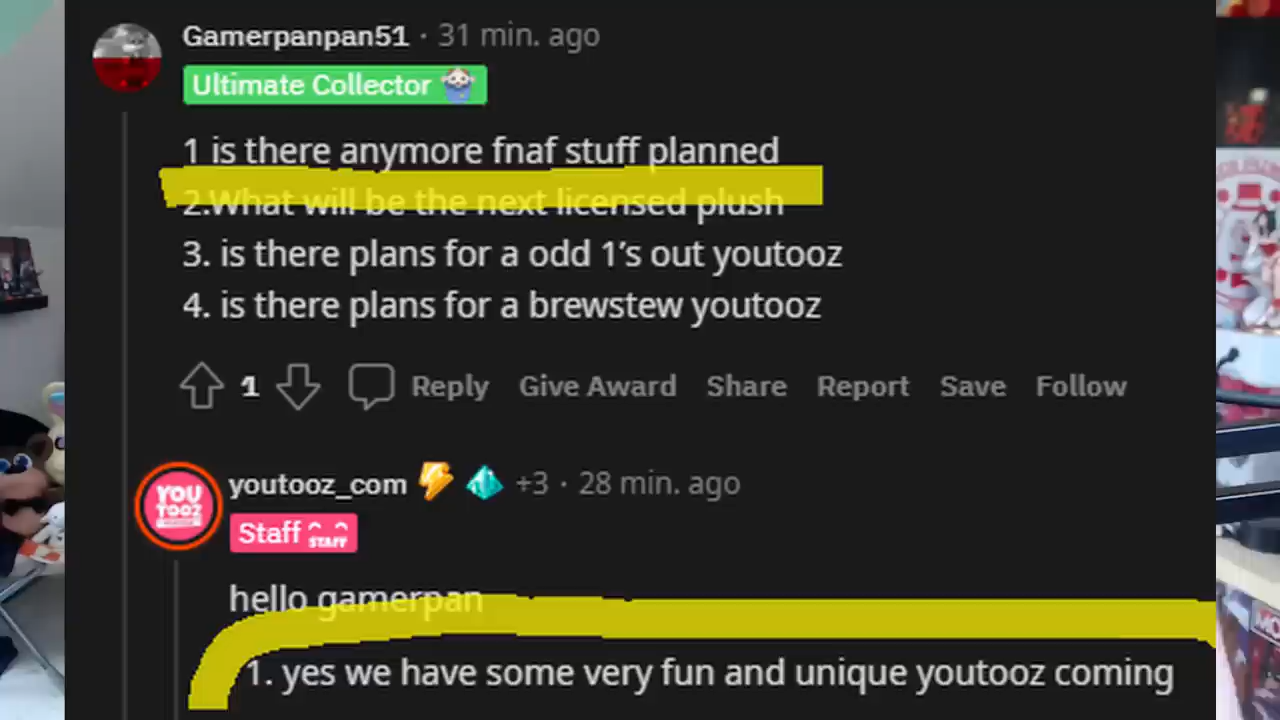 Gamerpanpan51 · 31 min. ago
Ultimate Collector
1 is there anymore fnaf stuff planned
2.What will be the next licensed plush
3. is there plans for a odd 1's out youtooz
4. is there plans for a brewstew youtooz
1 Reply Give Award Share Report Save Follow
youtooz_com +3 · 28 min. ago
YOU
TOOZ
Staff STAFF
hello gamerpan
1. yes we have some very fun and unique youtooz coming